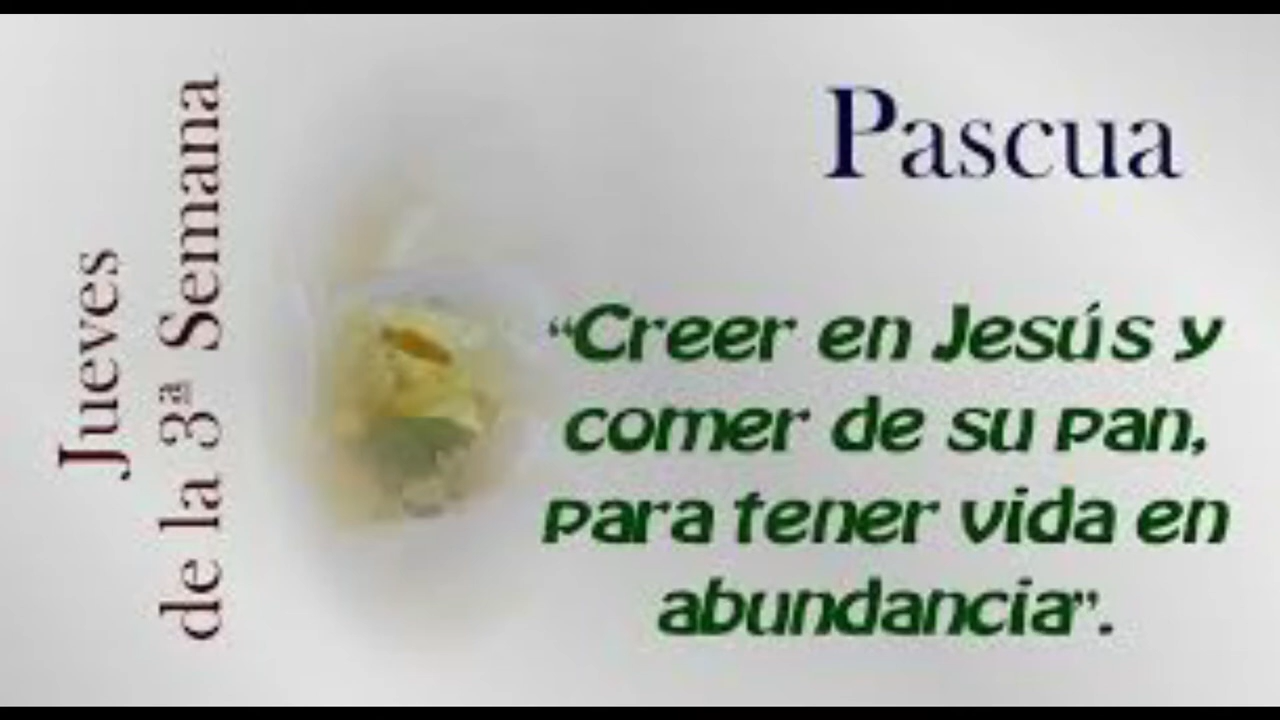 Jueves
de la 3ª Semana
Pascua
“Creer en Jesús y
comer de su pan,
para tener vida en
abundancia”.